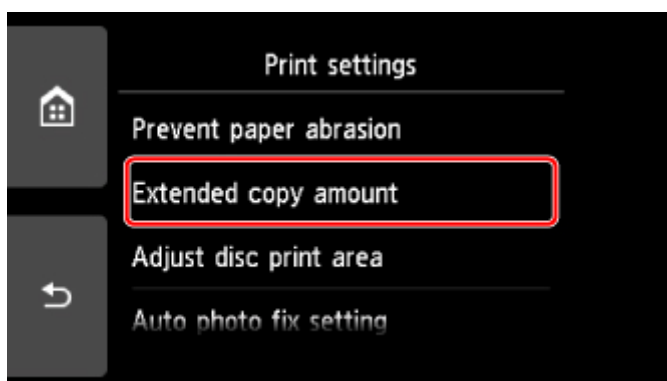 Print settings
Prevent paper abrasion
Extended copy amount
Adjust disc print area
Auto photo fix setting